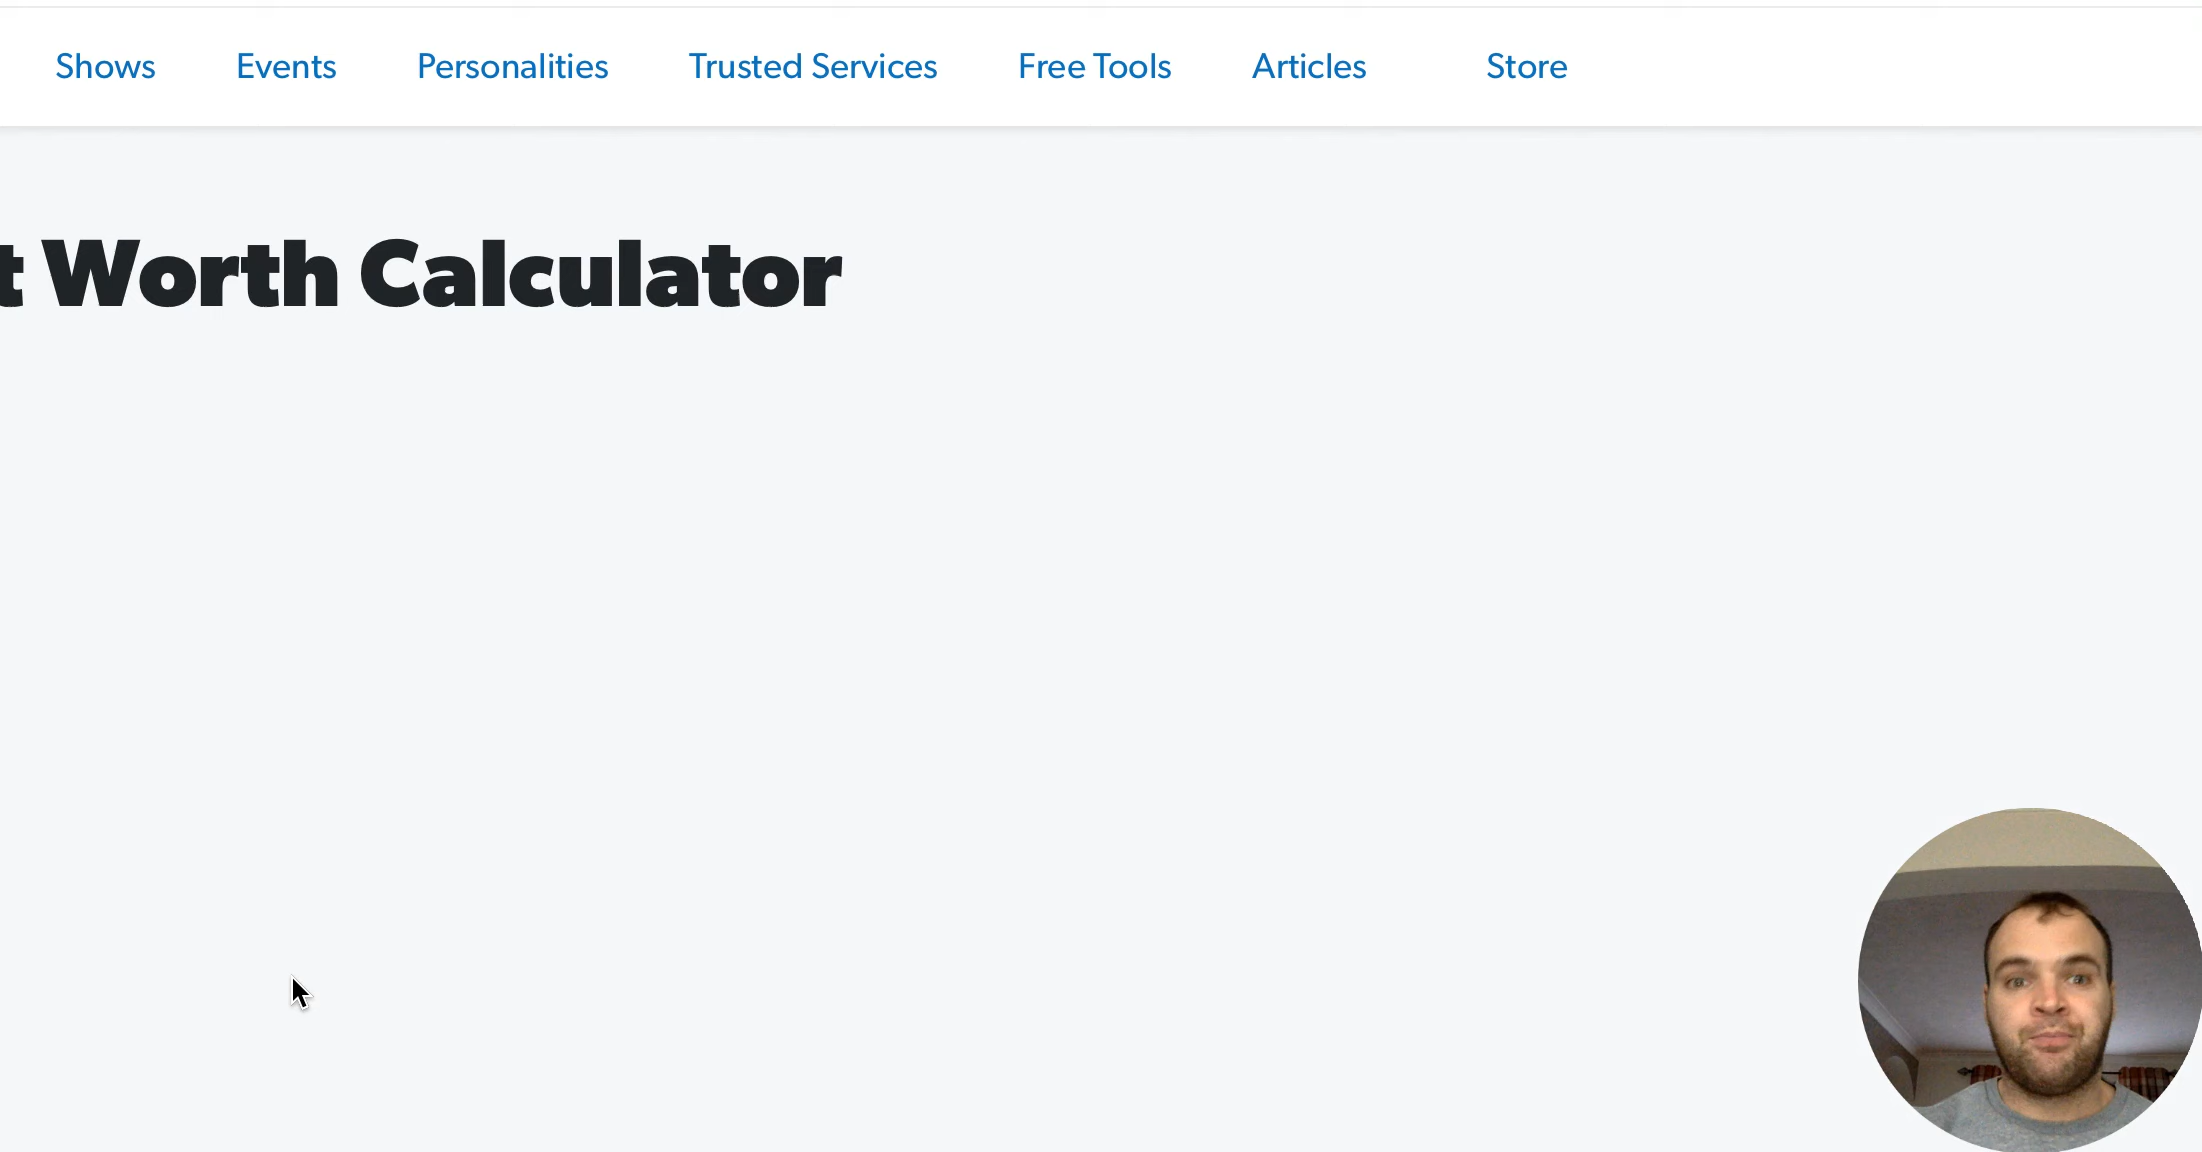 Shows Events Personalities Trusted Services Free Tools Articles Store
t Worth Calculator